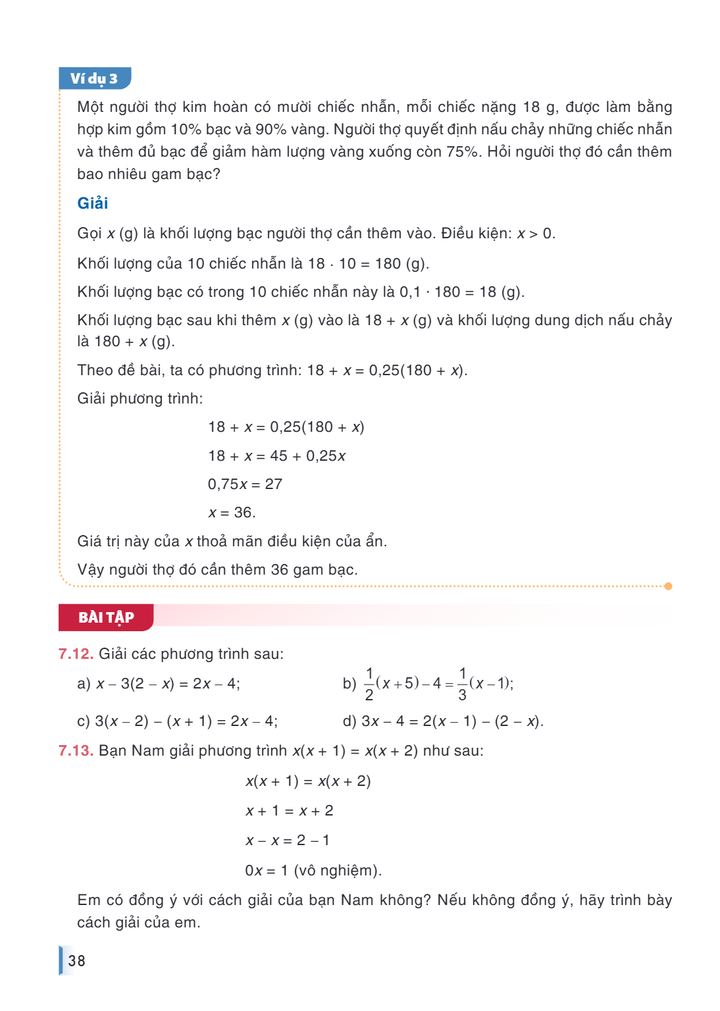 Ví dụ 3
Một người thợ kim hoàn có mười chiếc nhẫn, mỗi chiếc nặng 18 g, được làm bằng
hợp kim gồm 10% bạc và 90% vàng. Người thợ quyết định nấu chảy những chiếc nhẫn
và thêm đủ bạc để giảm hàm lượng vàng xuống còn 75%. Hỏi người thợ đó cần thêm
bao nhiêu gam bạc?
Giải
Gọi x (g) là khối lượng bạc người thợ cần thêm vào. Điều kiện: x > 0.
Khối lượng của 10 chiếc nhẫn là 18 · 10 = 180 (g).
Khối lượng bạc có trong 10 chiếc nhẫn này là 0,1 · 180 = 18 (g).
Khối lượng bạc sau khi thêm x (g) vào là 18 + x (g) và khối lượng dung dịch nấu chảy
là 180 + x (g).
Theo đề bài, ta có phương trình: 18 + x = 0,25(180 + x).
Giải phương trình:
18 + x = 0,25(180 + x)
18 + x = 45 + 0,25x
0,75x = 27
x = 36.
Giá trị này của x thoả mãn điều kiện của ẩn.
Vậy người thợ đó cần thêm 36 gam bạc.
BÀI TẬP
7.12. Giải các phương trình sau:
a) x – 3(2 – x) = 2x – 4; b) 1/2(x + 5) – 4 = 1/3(x – 1);
c) 3(x – 2) – (x + 1) = 2x – 4; d) 3x – 4 = 2(x – 1) – (2 – x).
7.13. Bạn Nam giải phương trình x(x + 1) = x(x + 2) như sau:
x(x + 1) = x(x + 2)
x + 1 = x + 2
x – x = 2 – 1
0x = 1 (vô nghiệm).
Em có đồng ý với cách giải của bạn Nam không? Nếu không đồng ý, hãy trình bày
cách giải của em.
38